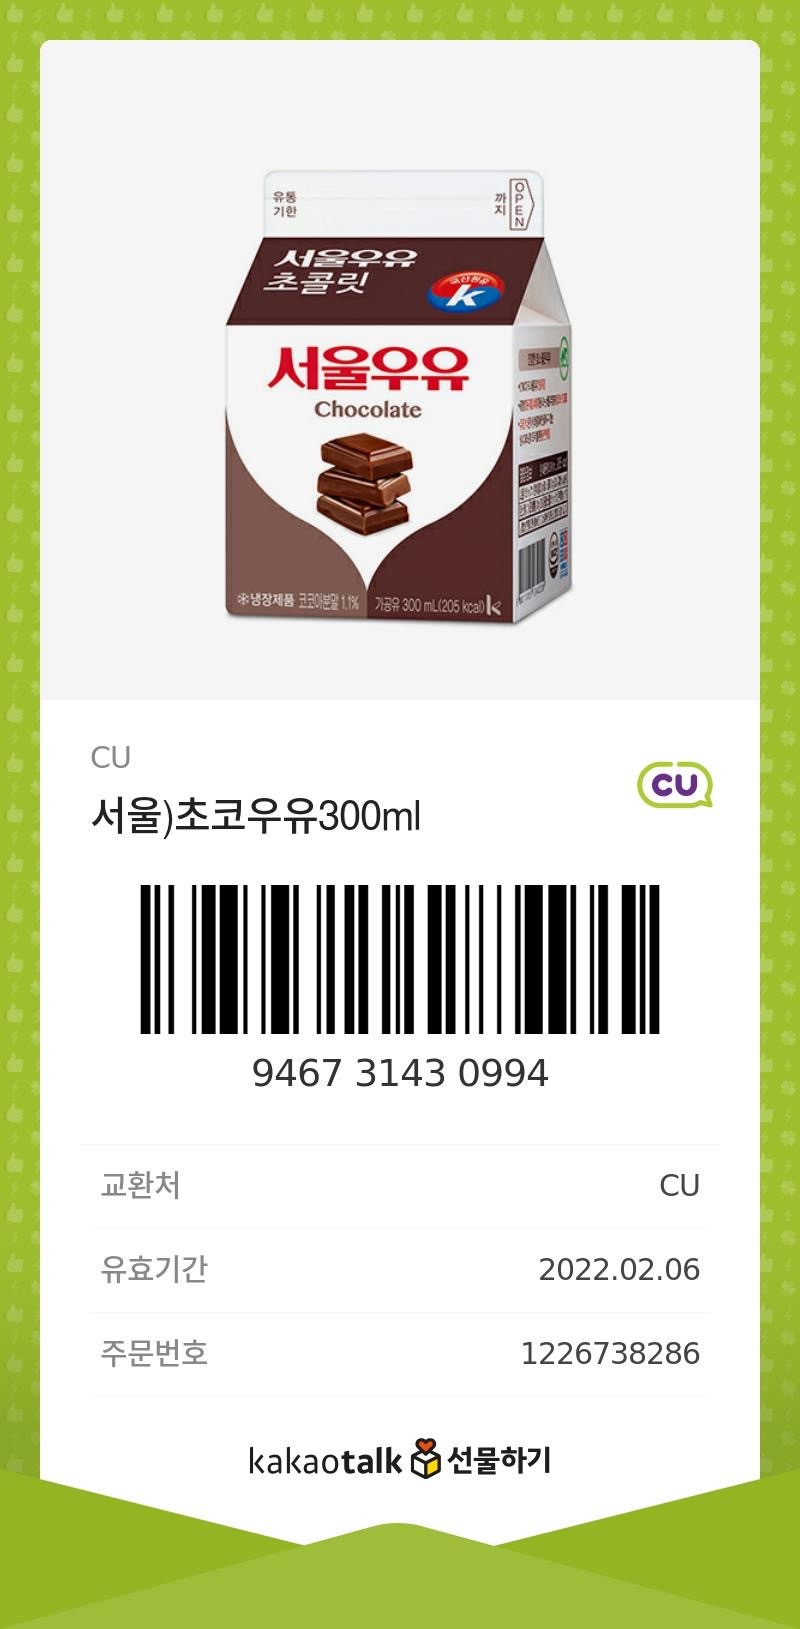 유통
기한
까지
OPEN
서울우유
초콜릿
국산원유
K
서울우유
Chocolate
냉장제품 코코아분말 1.1%
가공유 300 mL(205 kcal)
CU
서울)초코우유300ml
CU
9467 3143 0994
교환처 CU
유효기간 2022.02.06
주문번호 1226738286
kakaotalk 선물하기